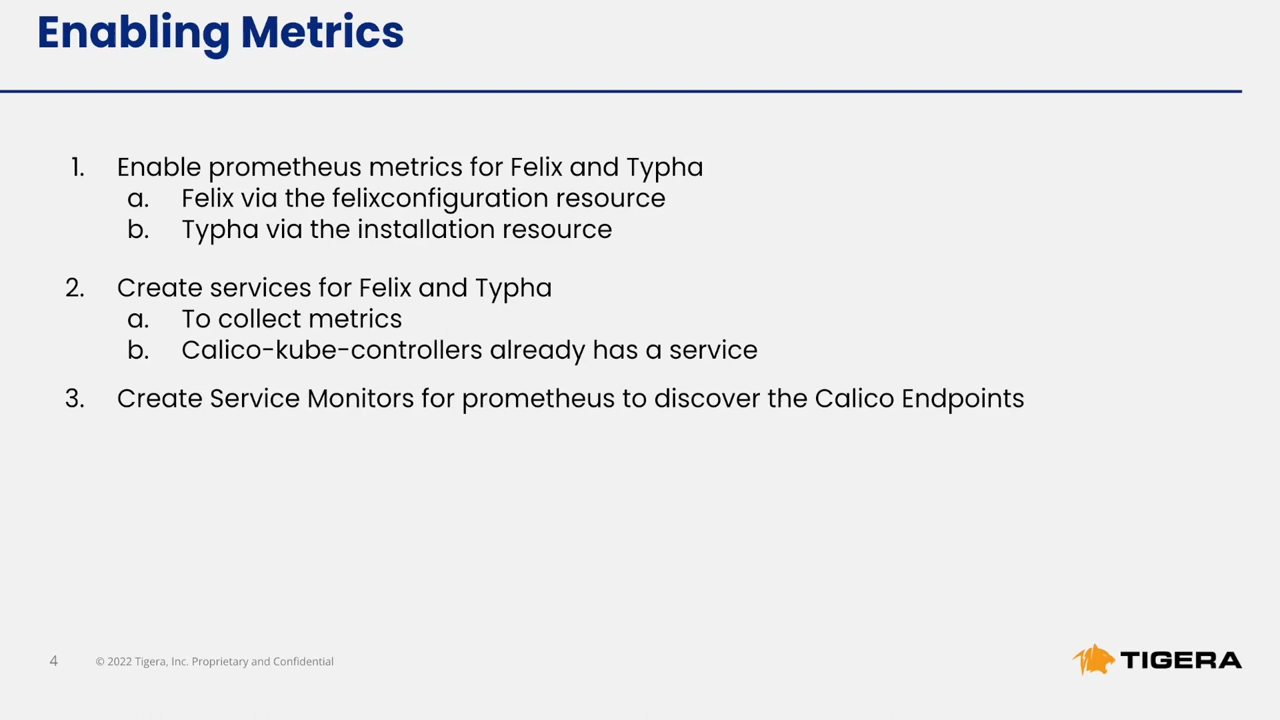 Enabling Metrics
1. Enable prometheus metrics for Felix and Typha
a. Felix via the felixconfiguration resource
b. Typha via the installation resource
2. Create services for Felix and Typha
a. To collect metrics
b. Calico-kube-controllers already has a service
3. Create Service Monitors for prometheus to discover the Calico Endpoints
4 © 2022 Tigera, Inc. Proprietary and Confidential
TIGERA